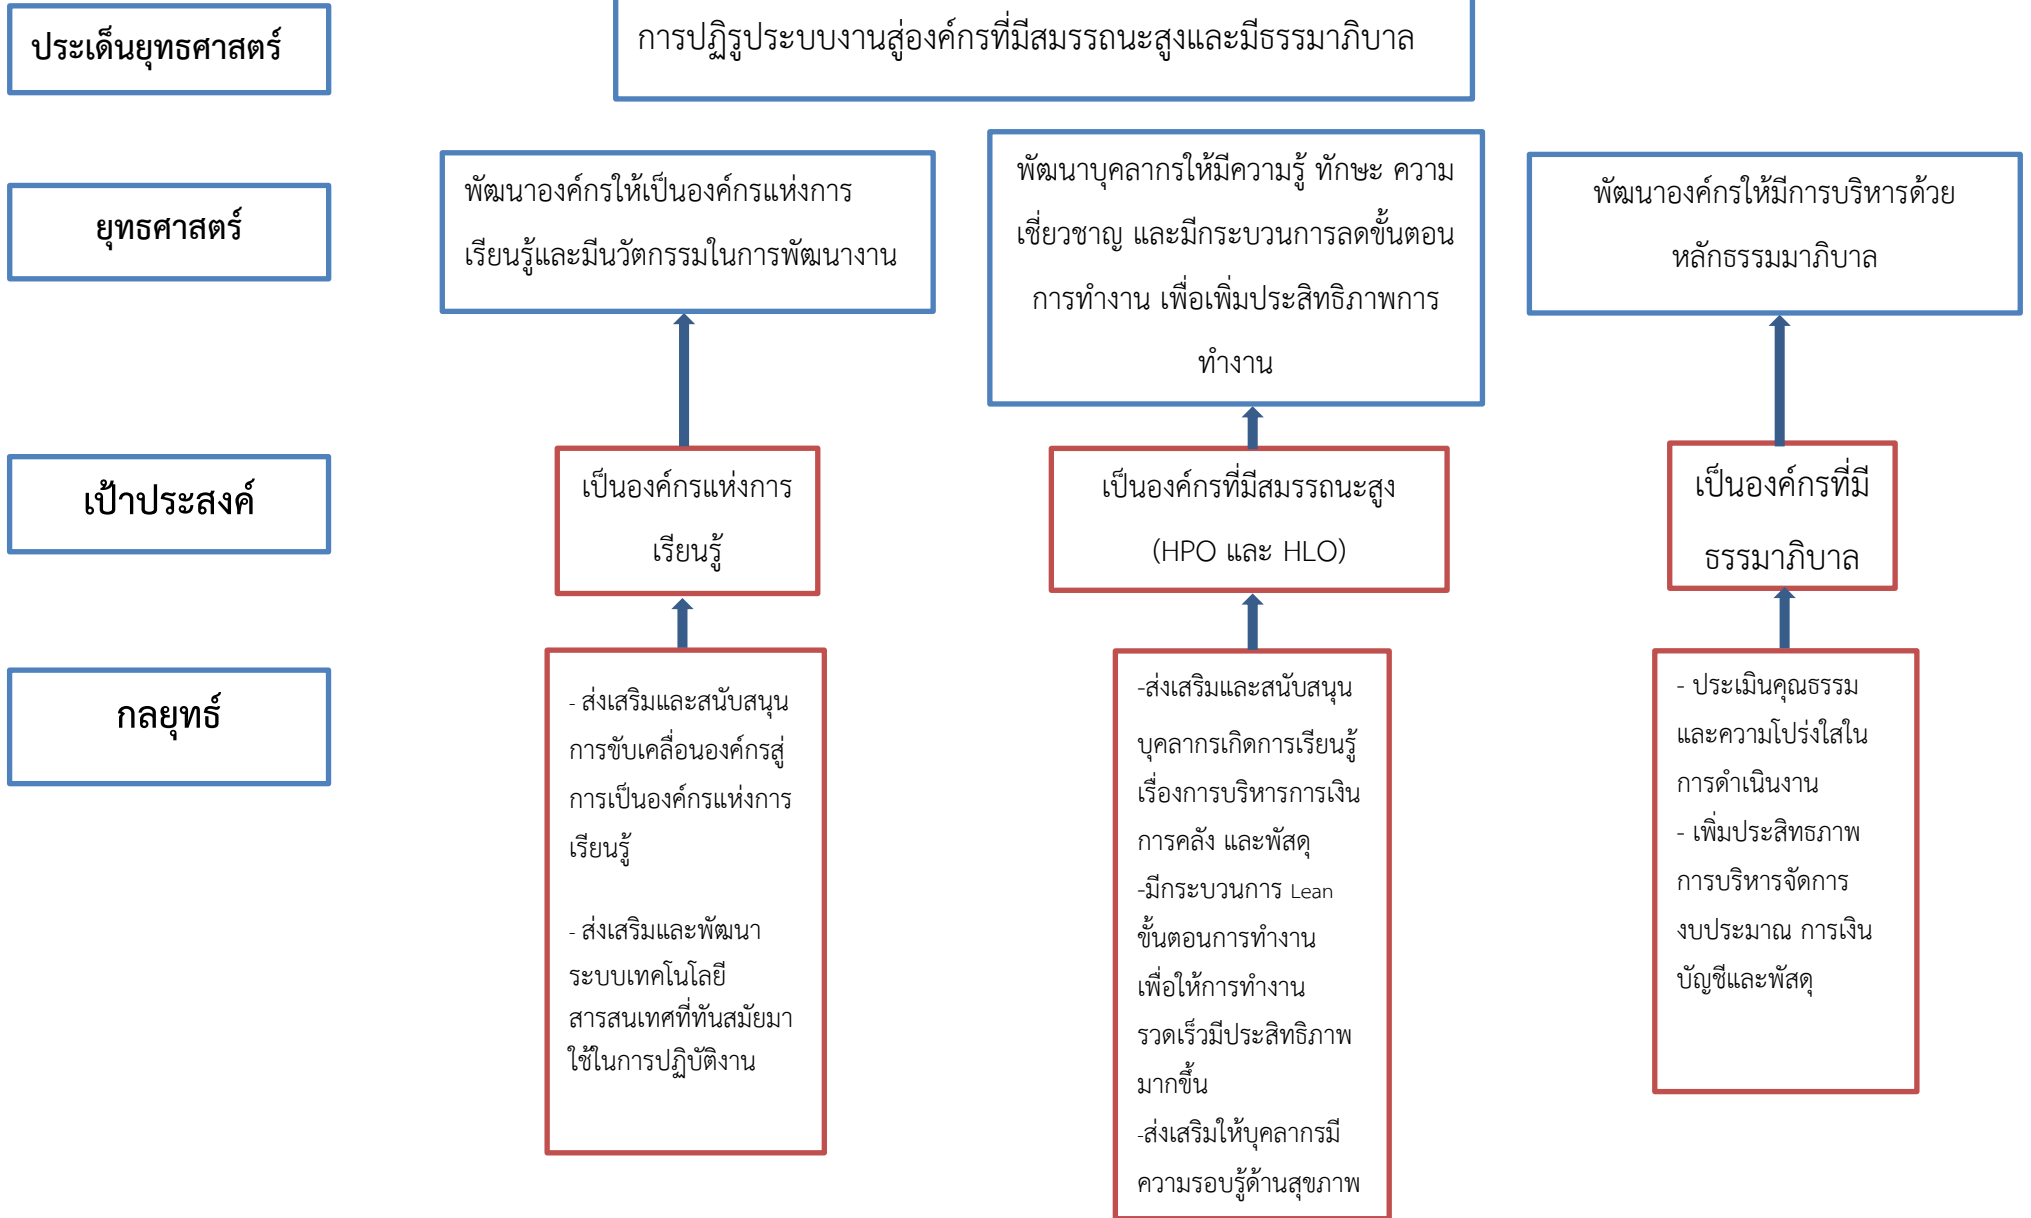 ประเด็นยุทธศาสตร์
การปฏิรูประบบงานสู่องค์กรที่มีสมรรถนะสูงและมีธรรมาภิบาล
ยุทธศาสตร์
พัฒนาองค์กรให้เป็นองค์กรแห่งการ
เรียนรู้และมีนวัตกรรมในการพัฒนางาน
พัฒนาบุคลากรให้มีความรู้ ทักษะ ความ
เชี่ยวชาญ และมีกระบวนการลดขั้นตอน
การทำงาน เพื่อเพิ่มประสิทธิภาพการ
ทำงาน
พัฒนาองค์กรให้มีการบริหารด้วย
หลักธรรมมาภิบาล
เป้าประสงค์
เป็นองค์กรแห่งการ
เรียนรู้
เป็นองค์กรที่มีสมรรถนะสูง
(HPO และ HLO)
เป็นองค์กรที่มี
ธรรมาภิบาล
กลยุทธ์
- ส่งเสริมและสนับสนุน
การขับเคลื่อนองค์กรสู่
การเป็นองค์กรแห่งการ
เรียนรู้
- ส่งเสริมและพัฒนา
ระบบเทคโนโลยี
สารสนเทศที่ทันสมัยมา
ใช้ในการปฏิบัติงาน
-ส่งเสริมและสนับสนุน
บุคลากรเกิดการเรียนรู้
เรื่องการบริหารการเงิน
การคลัง และพัสดุ
-มีกระบวนการ Lean
ขั้นตอนการทำงาน
เพื่อให้การทำงาน
รวดเร็วมีประสิทธิภาพ
มากขึ้น
-ส่งเสริมให้บุคลากรมี
ความรอบรู้ด้านสุขภาพ
- ประเมินคุณธรรม
และความโปร่งใสใน
การดำเนินงาน
- เพิ่มประสิทธภาพ
การบริหารจัดการ
งบประมาณ การเงิน
บัญชีและพัสดุ